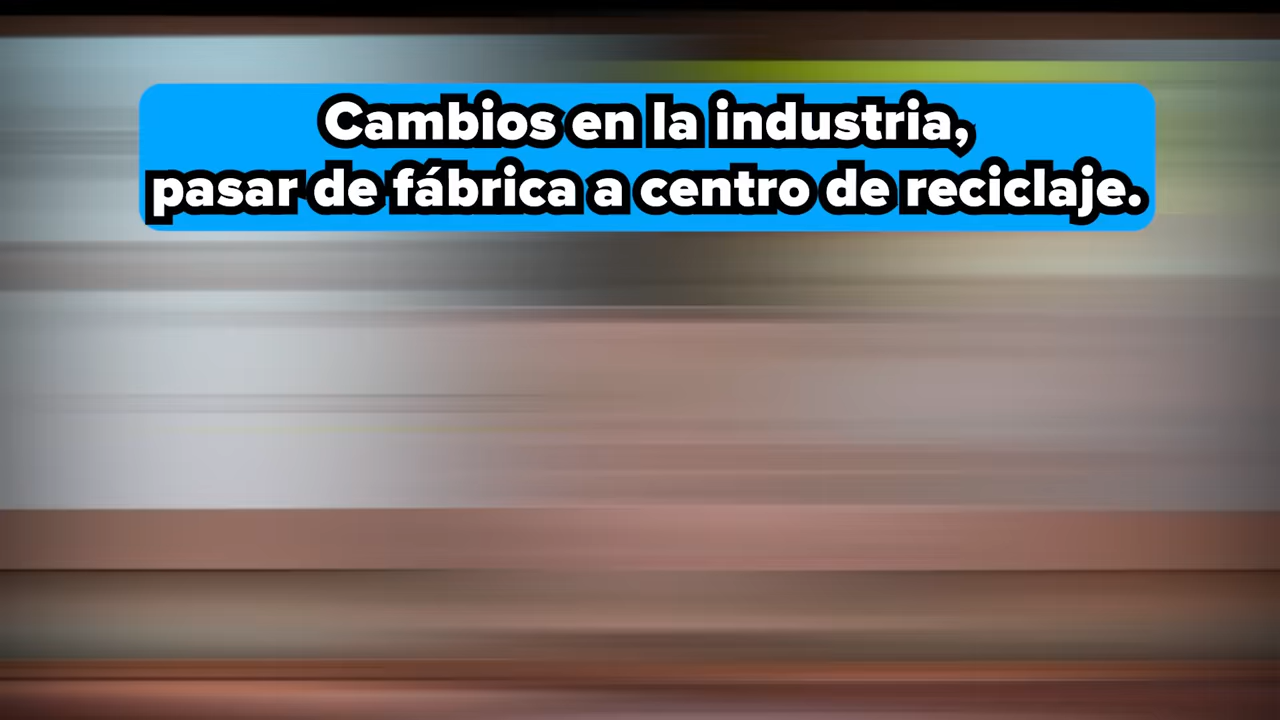 Cambios en la industria,
pasar de fábrica a centro de reciclaje.